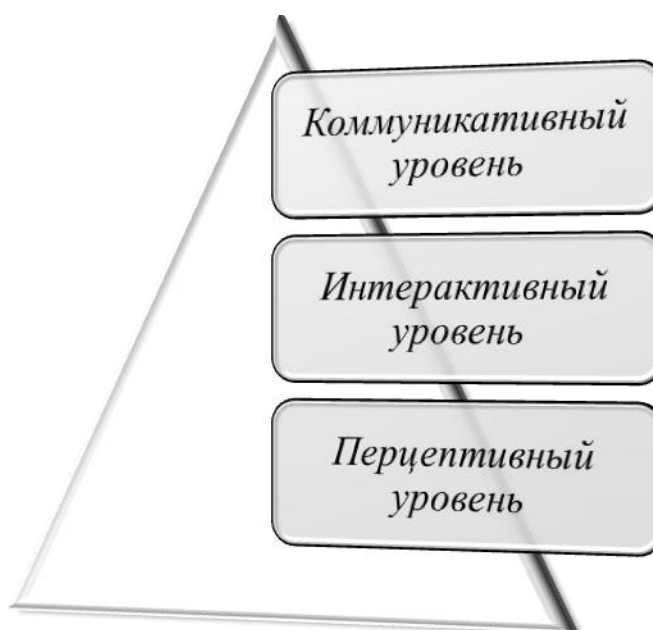 Коммуникативный
уровень
Интерактивный
уровень
Перцептивный
уровень